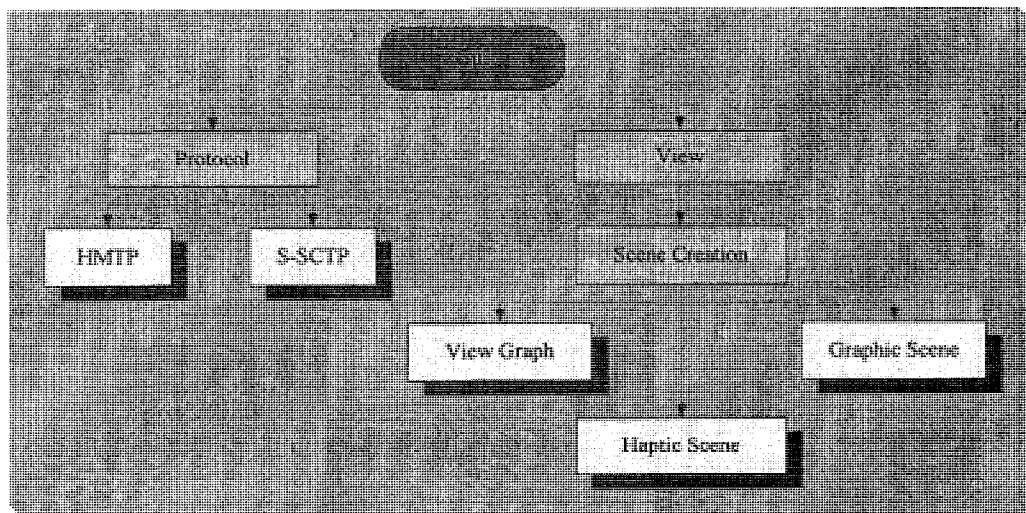 Protocol
View
HMTP
S-SCTP
Scene Creation
View Graph
Graphic Scene
Haptic Scene